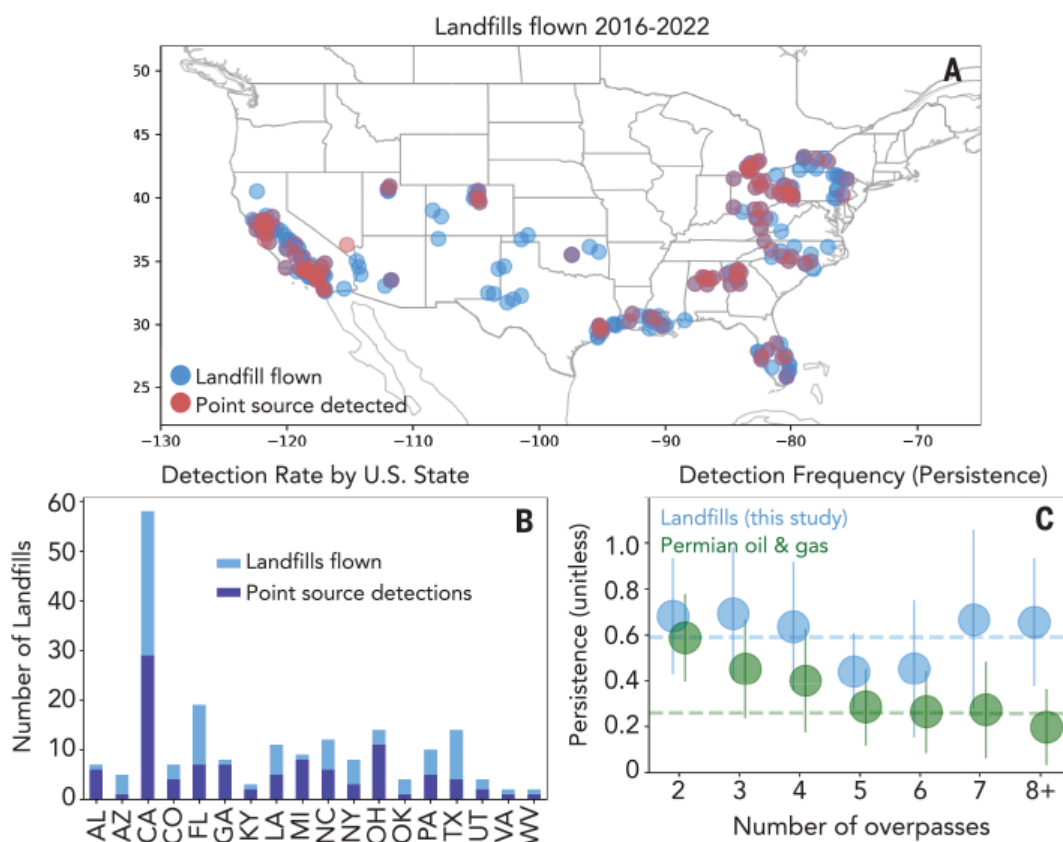 Landfills flown 2016-2022
A
50
45
40
35
30
25
Landfill flown
Point source detected
−130
−120
−110
−100
−90
−80
−70
Detection Rate by U.S. State
B
Number of Landfills
60
50
40
30
20
10
0
Landfills flown
Point source detections
AL
AZ
CA
CO
FL
GA
KY
LA
MI
NC
NY
OH
OK
PA
TX
UT
VA
WV
Detection Frequency (Persistence)
C
Landfills (this study)
Permian oil & gas
Persistence (unitless)
1.0
0.8
0.6
0.4
0.2
0
2
3
4
5
6
7
8+
Number of overpasses